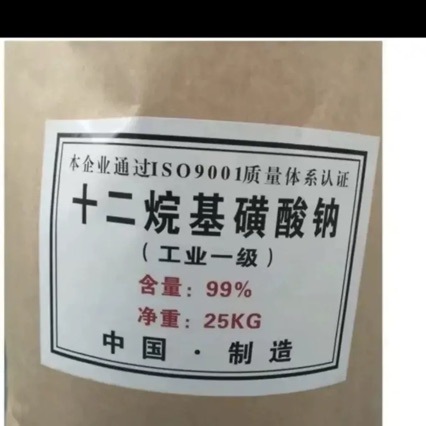 本企业通过ISO9001质量体系认证
十二烷基磺酸钠
（工业一级）
含量：99%
净重：25KG
中国·制造